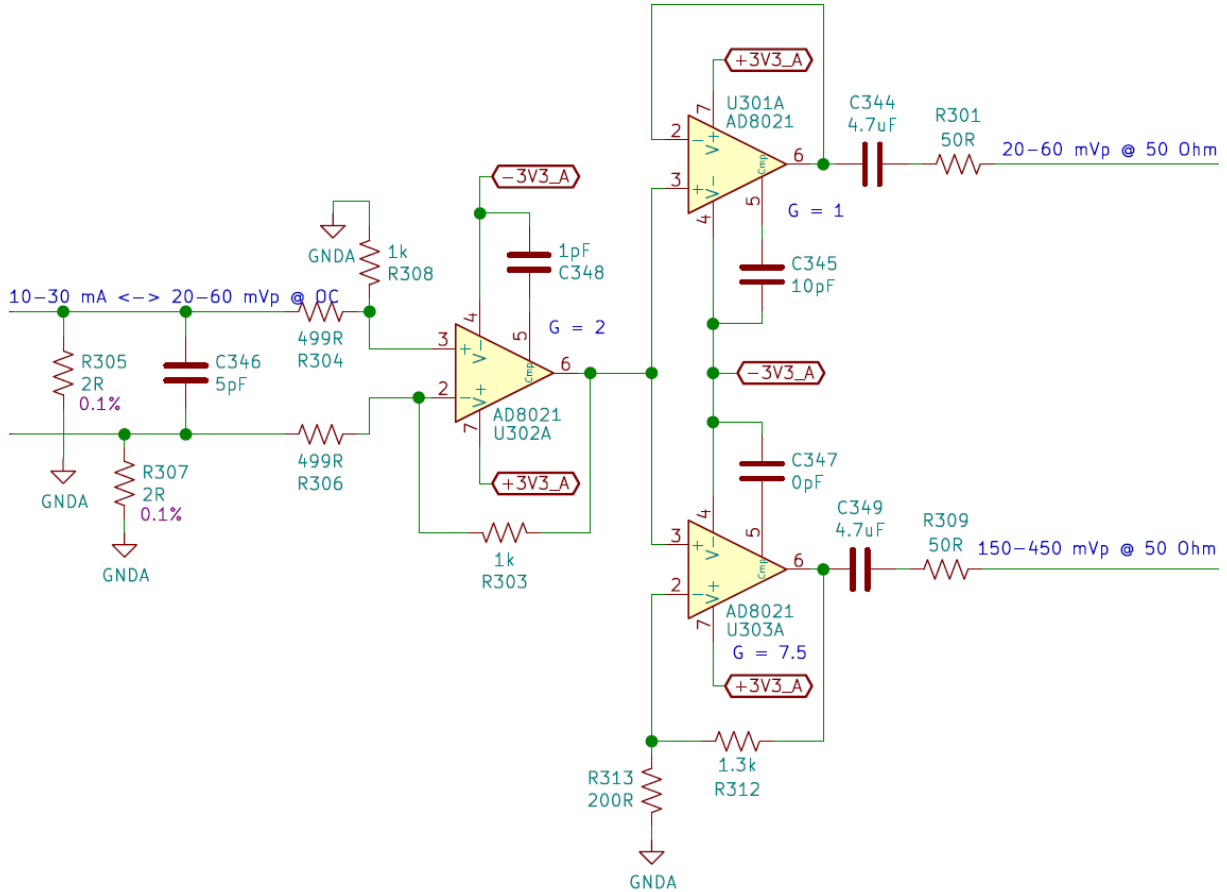 +3V3_A
7
U301A
AD8021
2
-
V+
3
+
V-
Cmp
6
5
4
G = 1
C344
4.7uF
R301
50R
20-60 mVp @ 50 Ohm
C345
10pF
-3V3_A
-3V3_A
1pF
C348
GNDA
1k
R308
10-30 mA <-> 20-60 mVp @ OC
499R
R304
R305
2R
0.1%
C346
5pF
4
5
G = 2
3
+
V-
2
-
V+
Cmp
6
7
AD8021
U302A
+3V3_A
GNDA
R307
2R
0.1%
GNDA
499R
R306
1k
R303
C347
0pF
4
5
3
+
V-
2
-
V+
Cmp
6
7
AD8021
U303A
G = 7.5
+3V3_A
C349
4.7uF
R309
50R
150-450 mVp @ 50 Ohm
1.3k
R312
R313
200R
GNDA